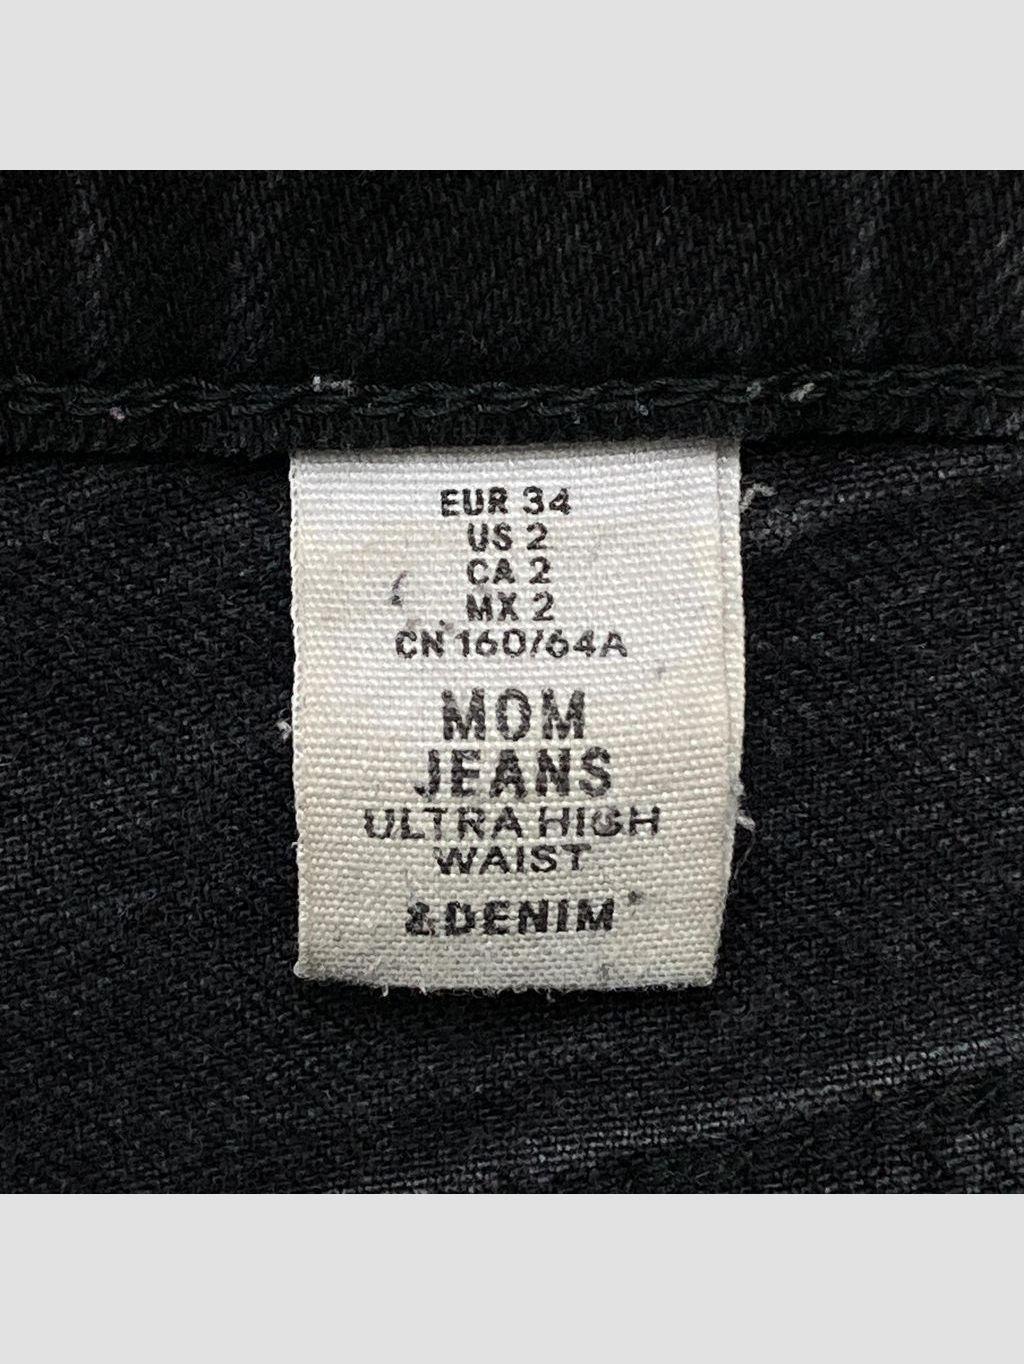 EUR 34
US 2
CA 2
MX 2
CN 160/64A
MOM
JEANS
ULTRA HIGH
WAIST
&DENIM